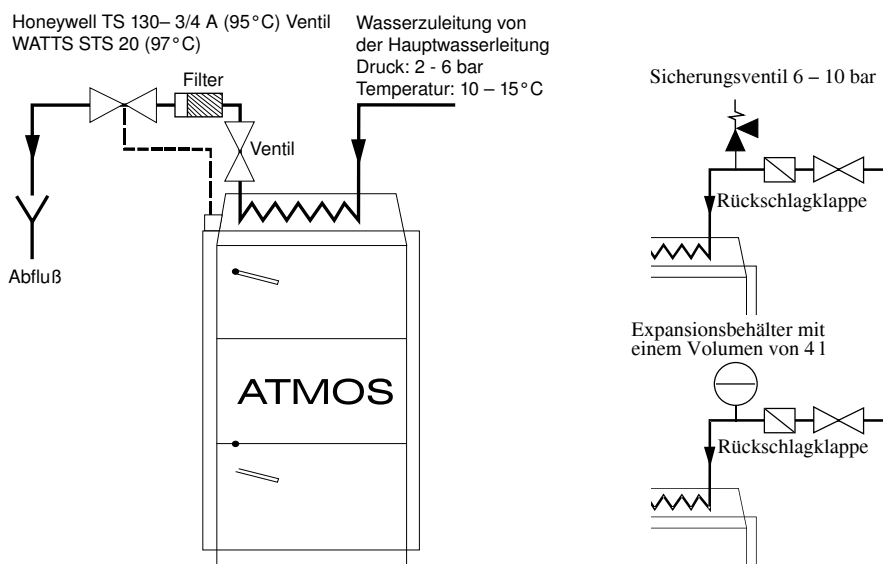 Honeywell TS 130– 3/4 A (95°C) Ventil
WATTS STS 20 (97°C)
Filter
Ventil
Abfluß
Wasserzuleitung von
der Hauptwasserleitung
Druck: 2 - 6 bar
Temperatur: 10 – 15°C
ATMOS
Sicherungsventil 6 – 10 bar
Rückschlagklappe
Expansionsbehälter mit
einem Volumen von 4 l
Rückschlagklappe